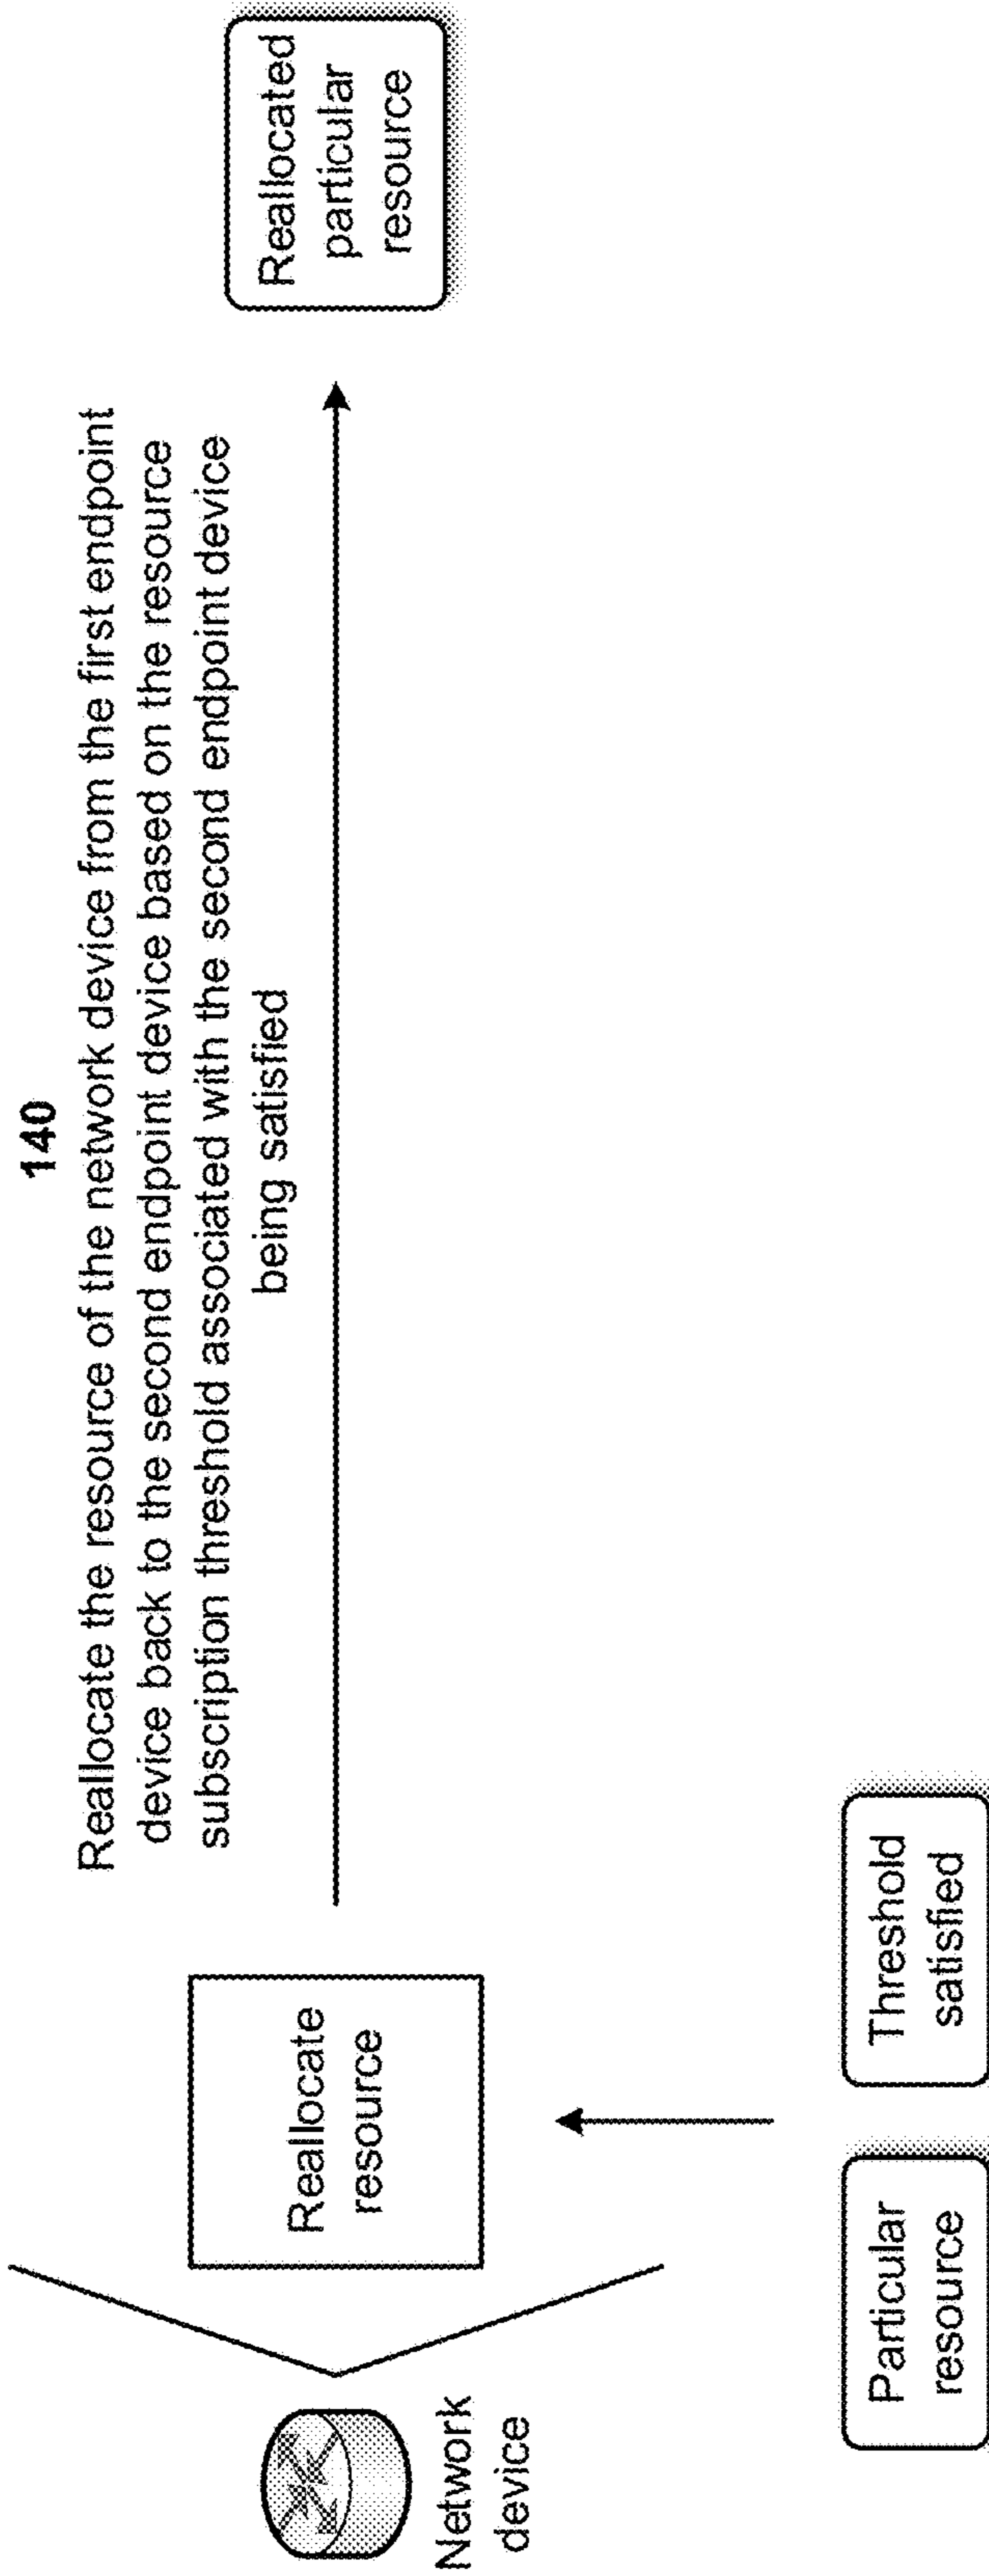 140
Reallocate the resource of the network device from the first endpoint
device back to the second endpoint device based on the resource
subscription threshold associated with the second endpoint device
being satisfied
Network
device
Reallocate
resource
Reallocated
particular
resource
Particular
resource
Threshold
satisfied